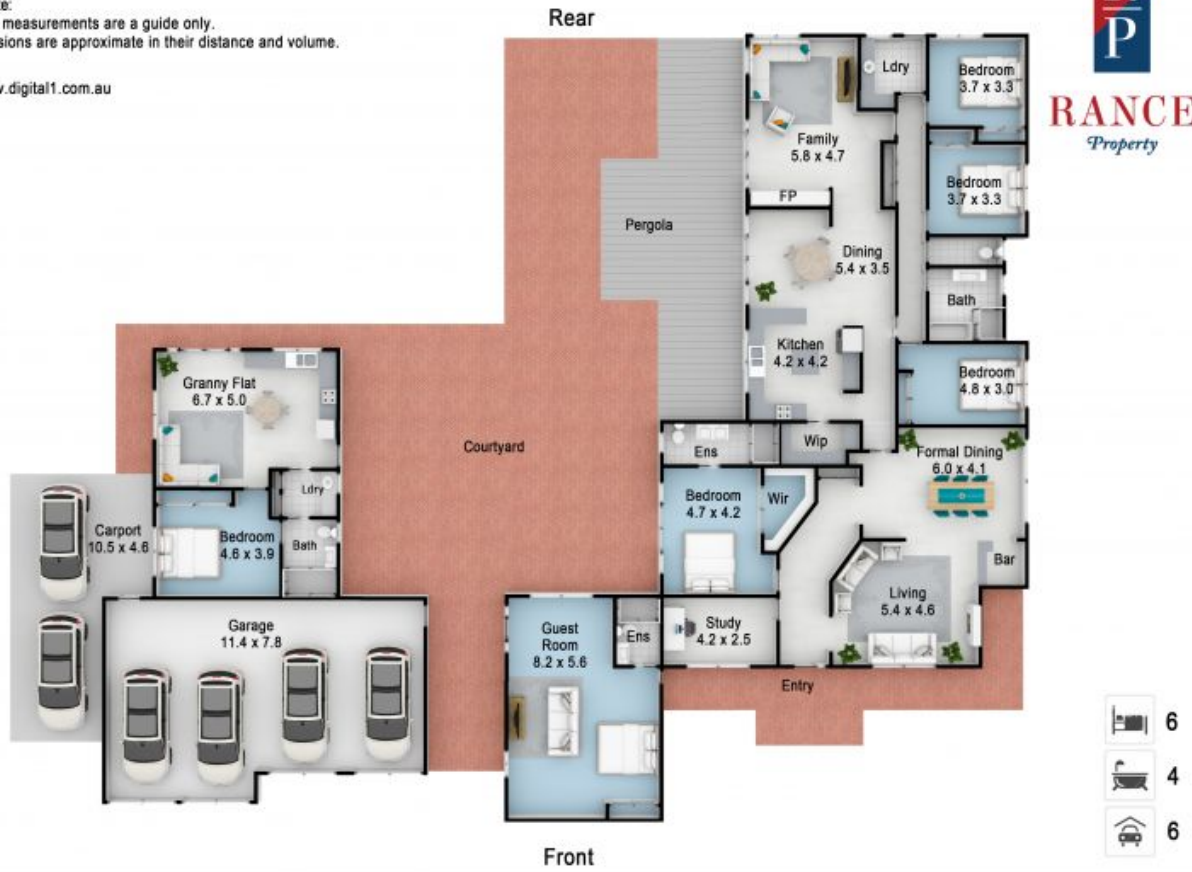 te:
measurements are a guide only.
sions are approximate in their distance and volume.
w.digital1.com.au
Rear
P
RANCE
Property
Ldry
Bedroom
3.7 x 3.3
Family
5.8 x 4.7
Bedroom
3.7 x 3.3
FP
Pergola
Dining
5.4 x 3.5
Bath
Kitchen
4.2 x 4.2
Bedroom
4.8 x 3.0
Granny Flat
6.7 x 5.0
Courtyard
Ens
Wip
Formal Dining
6.0 x 4.1
Ldry
Bedroom
4.7 x 4.2
Wir
Carport
10.5 x 4.6
Bedroom
4.6 x 3.9
Bath
Bar
Living
5.4 x 4.6
Garage
11.4 x 7.8
Guest
Room
8.2 x 5.6
Ens
Study
4.2 x 2.5
Entry
6
4
6
Front